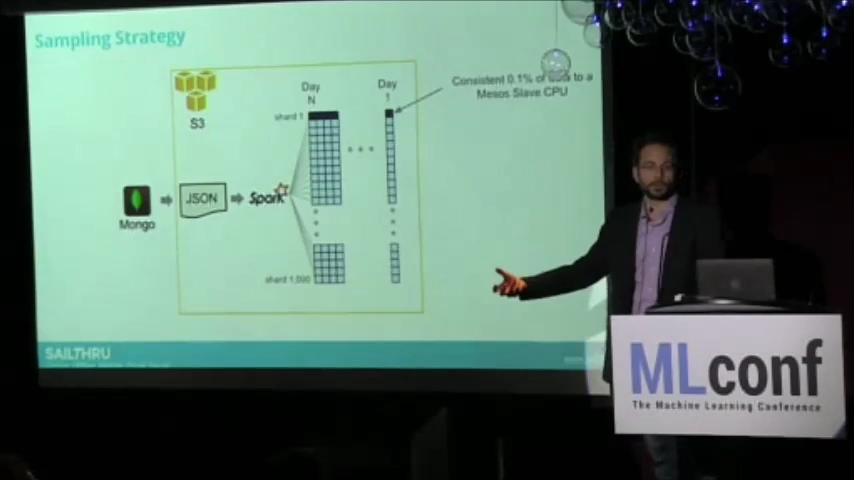 Sampling Strategy
S3
Day
N
Day
1
Consistent 0.1% of data to a
Mesos Slave CPU
shard 1
Mongo
JSON
Spark
shard 1,000
SAILTHRU
MLconf
The Machine Learning Conference